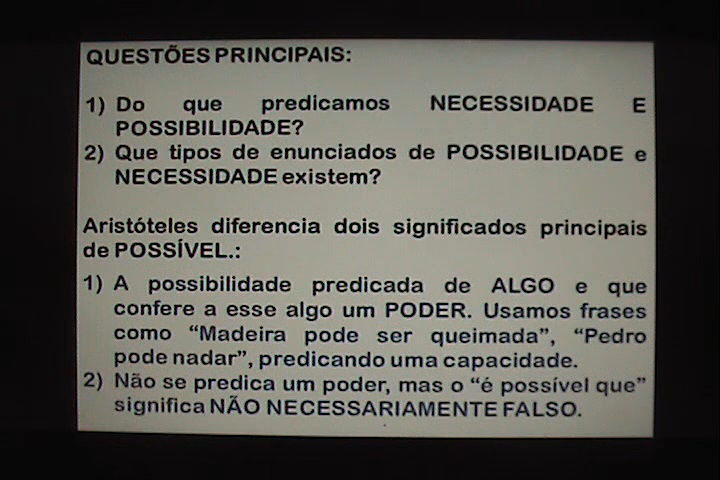 QUESTÕES PRINCIPAIS:
1) Do que predicamos NECESSIDADE E
POSSIBILIDADE?
2) Que tipos de enunciados de POSSIBILIDADE e
NECESSIDADE existem?
Aristóteles diferencia dois significados principais
de POSSÍVEL.:
1) A possibilidade predicada de ALGO e que
confere a esse algo um PODER. Usamos frases
como “Madeira pode ser queimada”, “Pedro
pode nadar”, predicando uma capacidade.
2) Não se predica um poder, mas o “é possível que”
significa NÃO NECESSARIAMENTE FALSO.